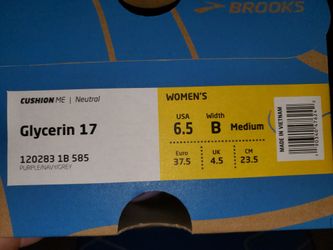 BROOKS
CUSHION ME | Neutral
Glycerin 17
120283 1B 585
PURPLE/NAVY/GREY
WOMEN'S
USA Width
6.5 B Medium
Euro UK CM
37.5 4.5 23.5
MADE IN VIETNAM